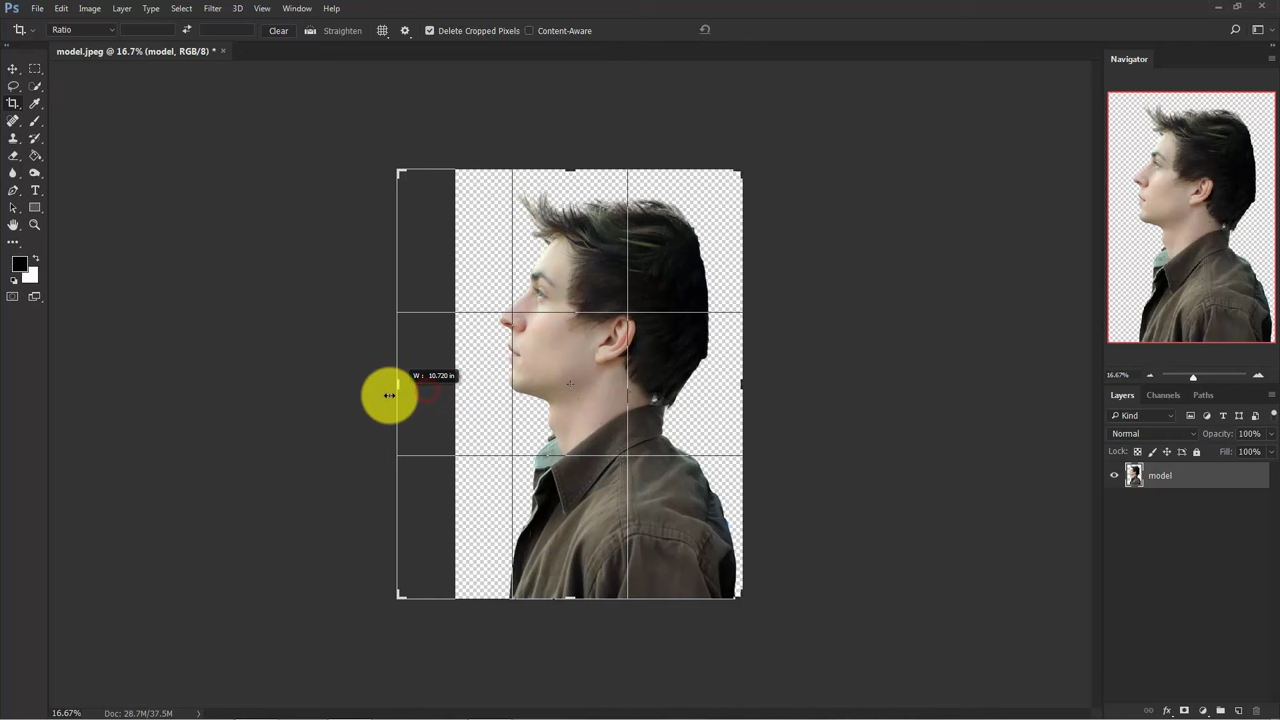 Ps File Edit Image Layer Type Select Filter 3D View Window Help
Ratio Clear Straighten Delete Cropped Pixels Content-Aware
model.jpeg @ 16.7% (model, RGB/8) * ×
Navigator
W : 10.720 in
16.67%
Layers Channels Paths
Kind
Normal Opacity: 100%
Lock: Fill: 100%
model
16.67% Doc: 28.7M/37.5M